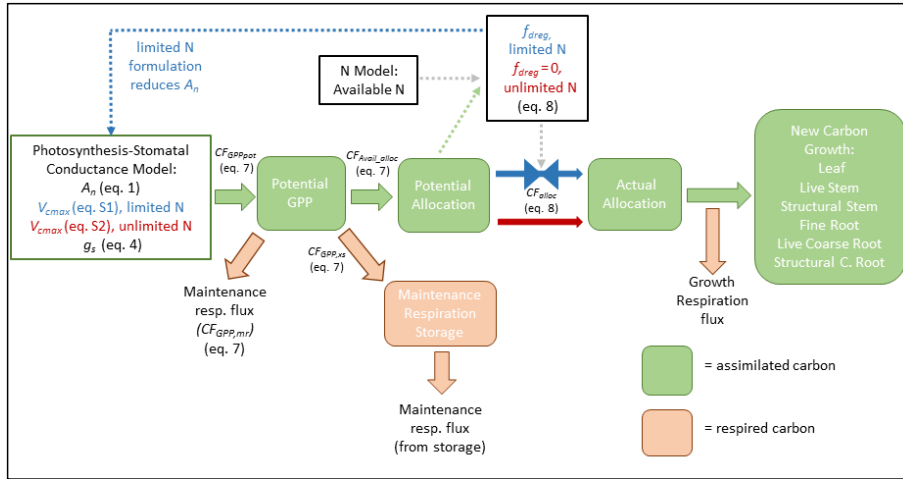 limited N
formulation
reduces An
N Model:
Available N
fdreg,
limited N
fdreg = 0,
unlimited N
(eq. 8)
Photosynthesis-Stomatal
Conductance Model:
An (eq. 1)
Vcmax (eq. S1), limited N
Vcmax (eq. S2), unlimited N
gs (eq. 4)
CFGPPpot
(eq. 7)
Potential
GPP
CFAvail_alloc
(eq. 7)
Potential
Allocation
CFalloc
(eq. 8)
Actual
Allocation
New Carbon
Growth:
Leaf
Live Stem
Structural Stem
Fine Root
Live Coarse Root
Structural C. Root
CFGPP,xs
(eq. 7)
Maintenance
resp. flux
(CFGPP,mr)
(eq. 7)
Maintenance
Respiration
Storage
Growth
Respiration
flux
Maintenance
resp. flux
(from storage)
= assimilated carbon
= respired carbon